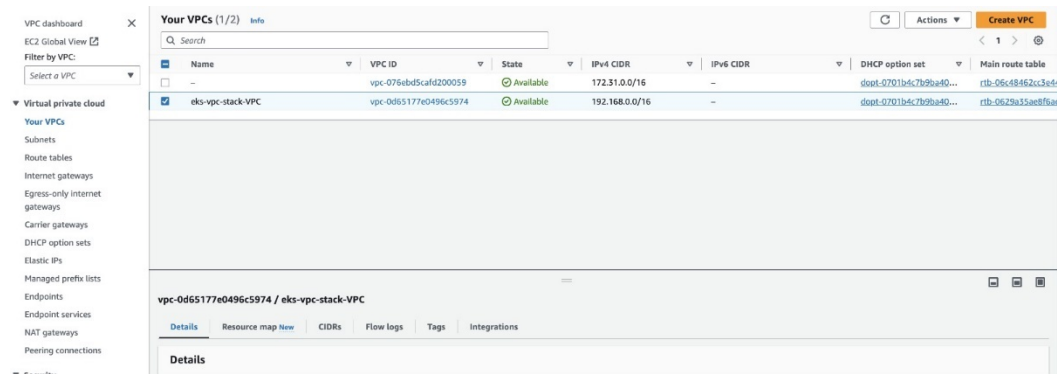 VPC dashboard
EC2 Global View
Filter by VPC:
Select a VPC
Virtual private cloud
Your VPCs
Subnets
Route tables
Internet gateways
Egress-only internet
gateways
Carrier gateways
DHCP option sets
Elastic IPs
Managed prefix lists
Endpoints
Endpoint services
NAT gateways
Peering connections
Your VPCs (1/2) Info
Actions
Create VPC
Search
1
Name VPC ID State IPv4 CIDR IPv6 CIDR DHCP option set Main route table
– vpc-076ebd5cafd200059 Available 172.31.0.0/16 – dopt-0701b4c7b9ba40...
eks-vpc-stack-VPC vpc-0d65177e0496c5974 Available 192.168.0.0/16 – dopt-0701b4c7b9ba40...
vpc-0d65177e0496c5974 / eks-vpc-stack-VPC
Details Resource map New CIDRs Flow logs Tags Integrations
Details